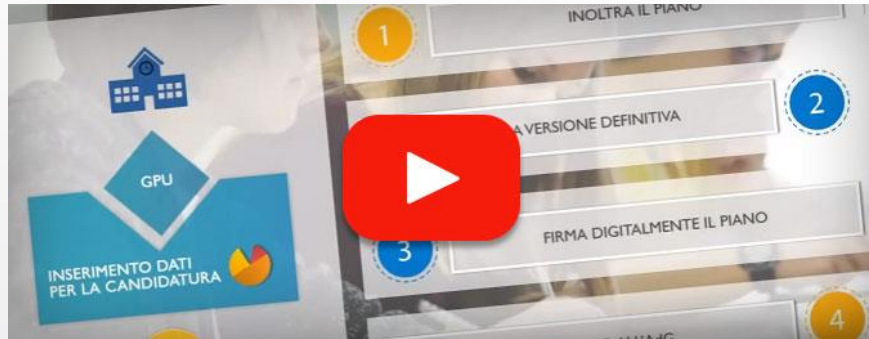 GPU
INSERIMENTO DATI
PER LA CANDIDATURA
1
INOLTRA IL PIANO
VERSIONE DEFINITIVA
2
3
FIRMA DIGITALMENTE IL PIANO
4